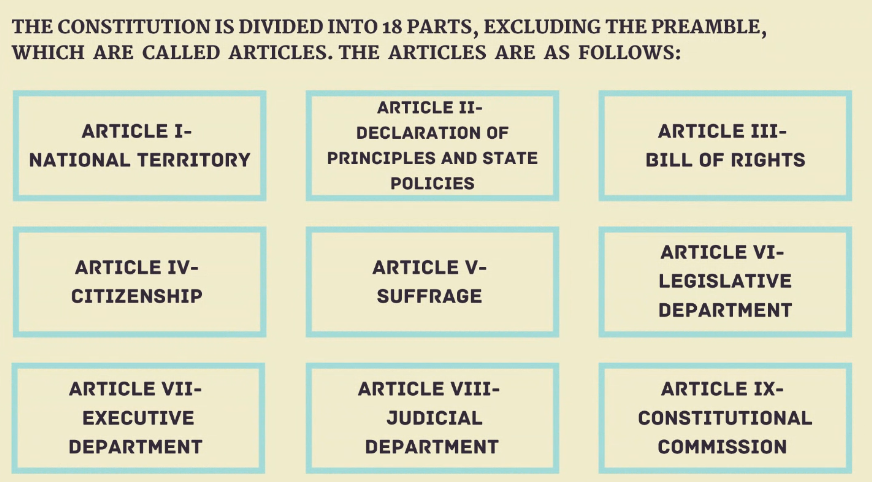 THE CONSTITUTION IS DIVIDED INTO 18 PARTS, EXCLUDING THE PREAMBLE,
WHICH ARE CALLED ARTICLES. THE ARTICLES ARE AS FOLLOWS:
ARTICLE I-
NATIONAL TERRITORY
ARTICLE II-
DECLARATION OF
PRINCIPLES AND STATE
POLICIES
ARTICLE III-
BILL OF RIGHTS
ARTICLE IV-
CITIZENSHIP
ARTICLE V-
SUFFRAGE
ARTICLE VI-
LEGISLATIVE
DEPARTMENT
ARTICLE VII-
EXECUTIVE
DEPARTMENT
ARTICLE VIII-
JUDICIAL
DEPARTMENT
ARTICLE IX-
CONSTITUTIONAL
COMMISSION